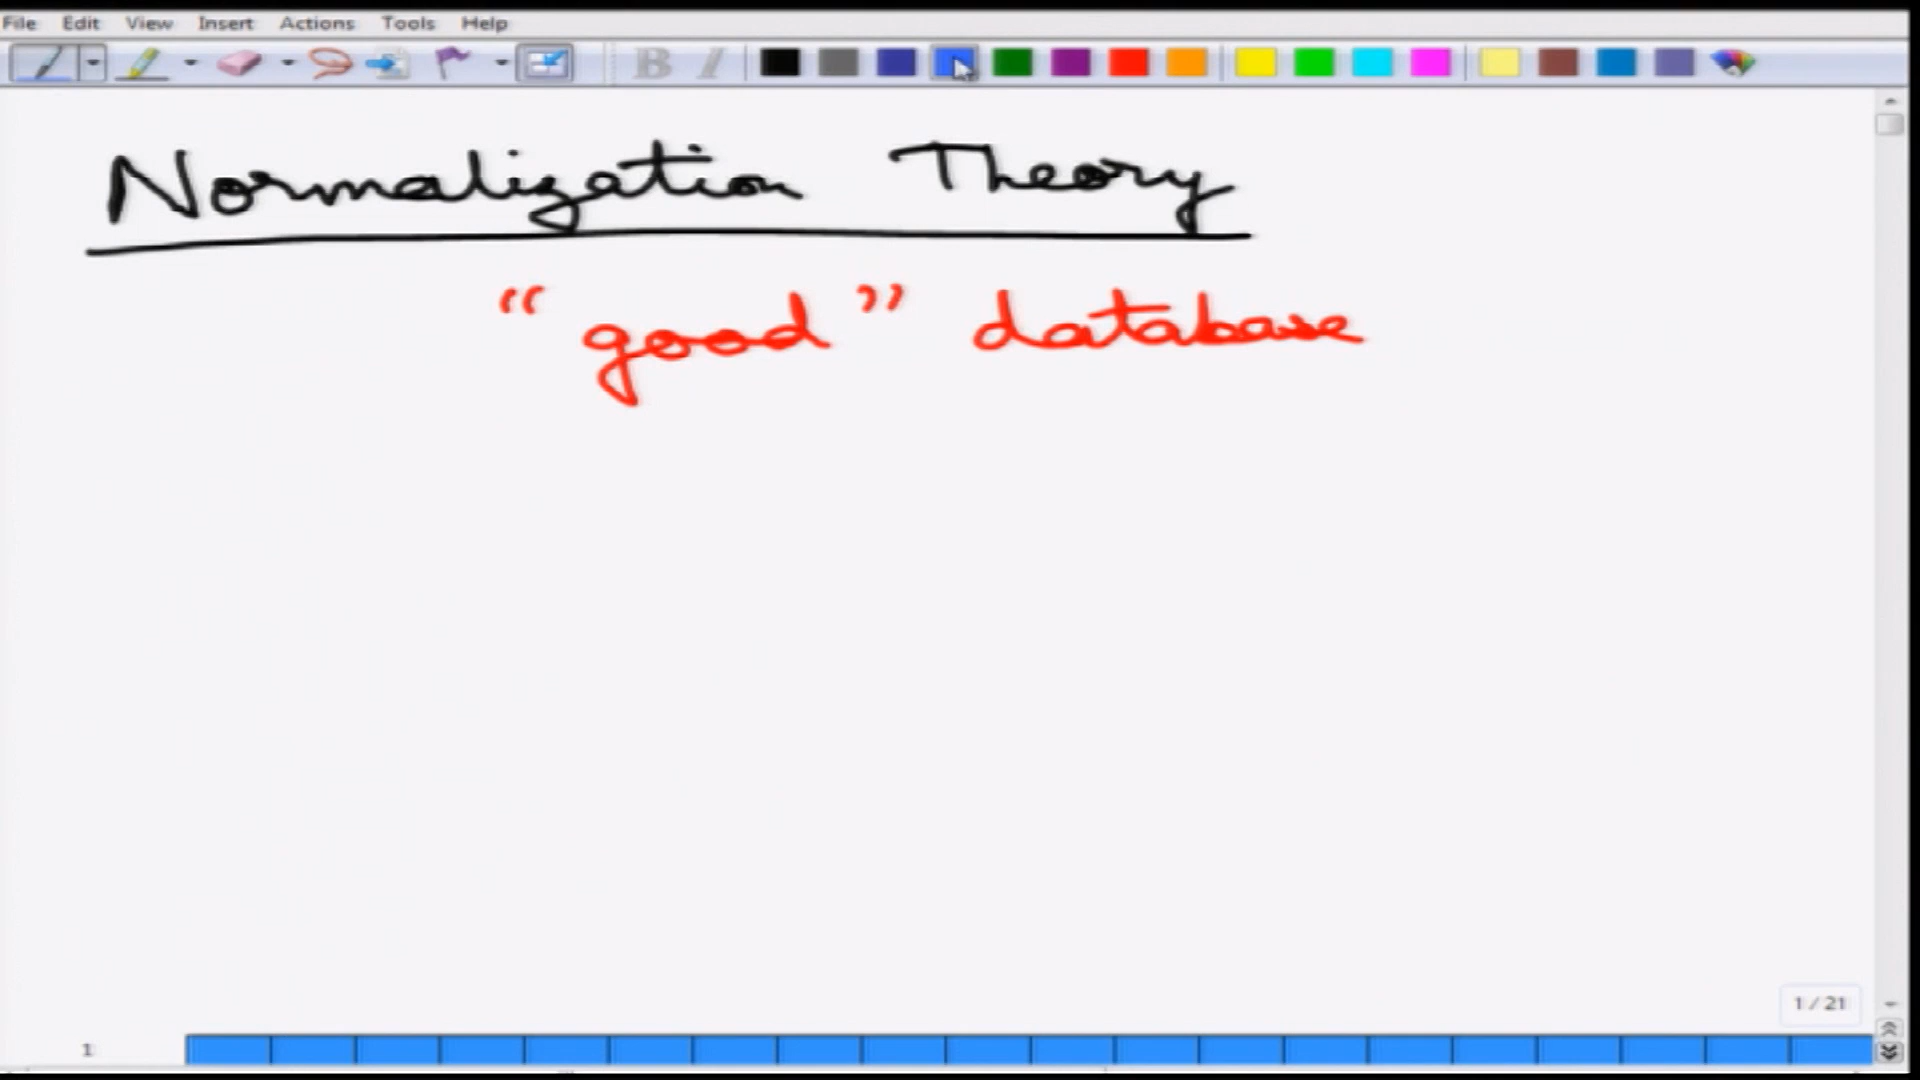 File Edit View Insert Actions Tools Help
B I
Normalization Theory
"good" database
1 / 21
1